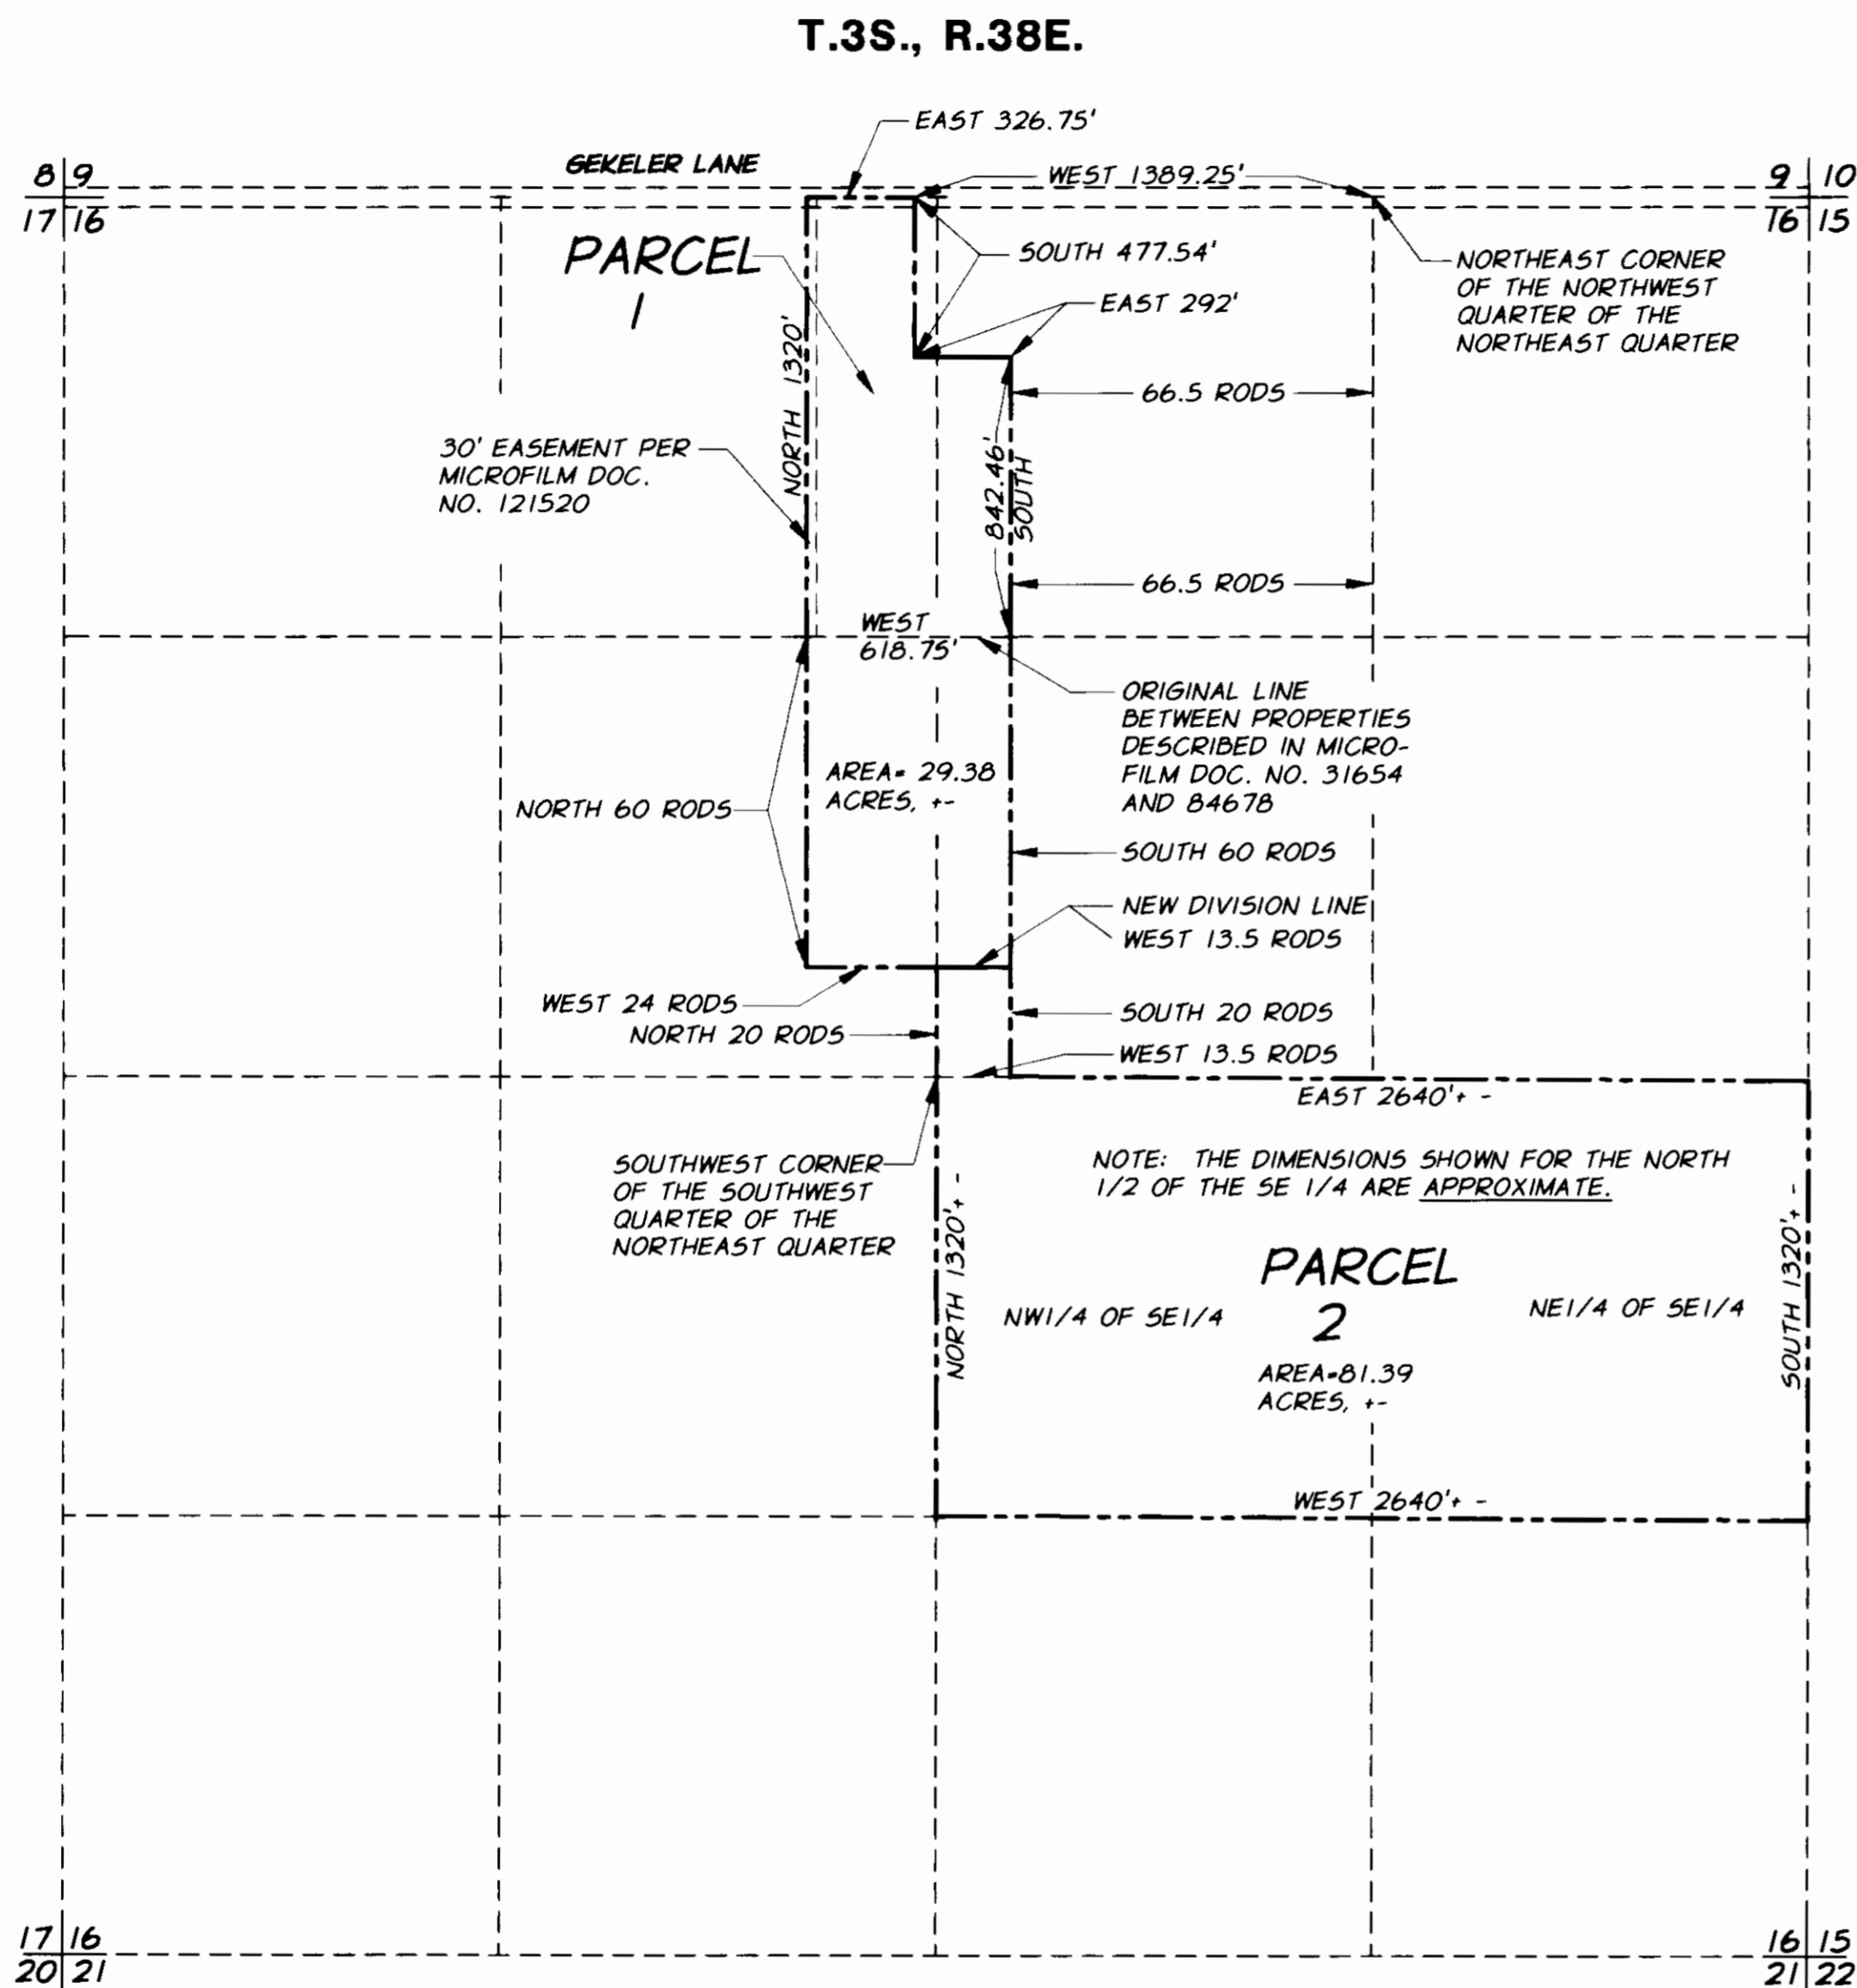 T.3S., R.38E.
EAST 326.75'
GEKELER LANE
WEST 1389.25'
8 9
17 16
9 10
16 15
PARCEL
1
SOUTH 477.54'
EAST 292'
NORTHEAST CORNER
OF THE NORTHWEST
QUARTER OF THE
NORTHEAST QUARTER
NORTH 1320'
66.5 RODS
30' EASEMENT PER
MICROFILM DOC.
NO. 121520
842.46'
SOUTH
66.5 RODS
WEST
618.75'
ORIGINAL LINE
BETWEEN PROPERTIES
DESCRIBED IN MICRO-
FILM DOC. NO. 31654
AND 84678
AREA= 29.38
ACRES, +-
NORTH 60 RODS
SOUTH 60 RODS
NEW DIVISION LINE
WEST 13.5 RODS
WEST 24 RODS
NORTH 20 RODS
SOUTH 20 RODS
WEST 13.5 RODS
EAST 2640'+ -
SOUTHWEST CORNER
OF THE SOUTHWEST
QUARTER OF THE
NORTHEAST QUARTER
NOTE: THE DIMENSIONS SHOWN FOR THE NORTH
1/2 OF THE SE 1/4 ARE APPROXIMATE.
NORTH 1320'+ -
SOUTH 1320'+ -
PARCEL
2
NW1/4 OF SE1/4
NE1/4 OF SE1/4
AREA=81.39
ACRES, +-
WEST 2640'+ -
17 16
20 21
16 15
21 22